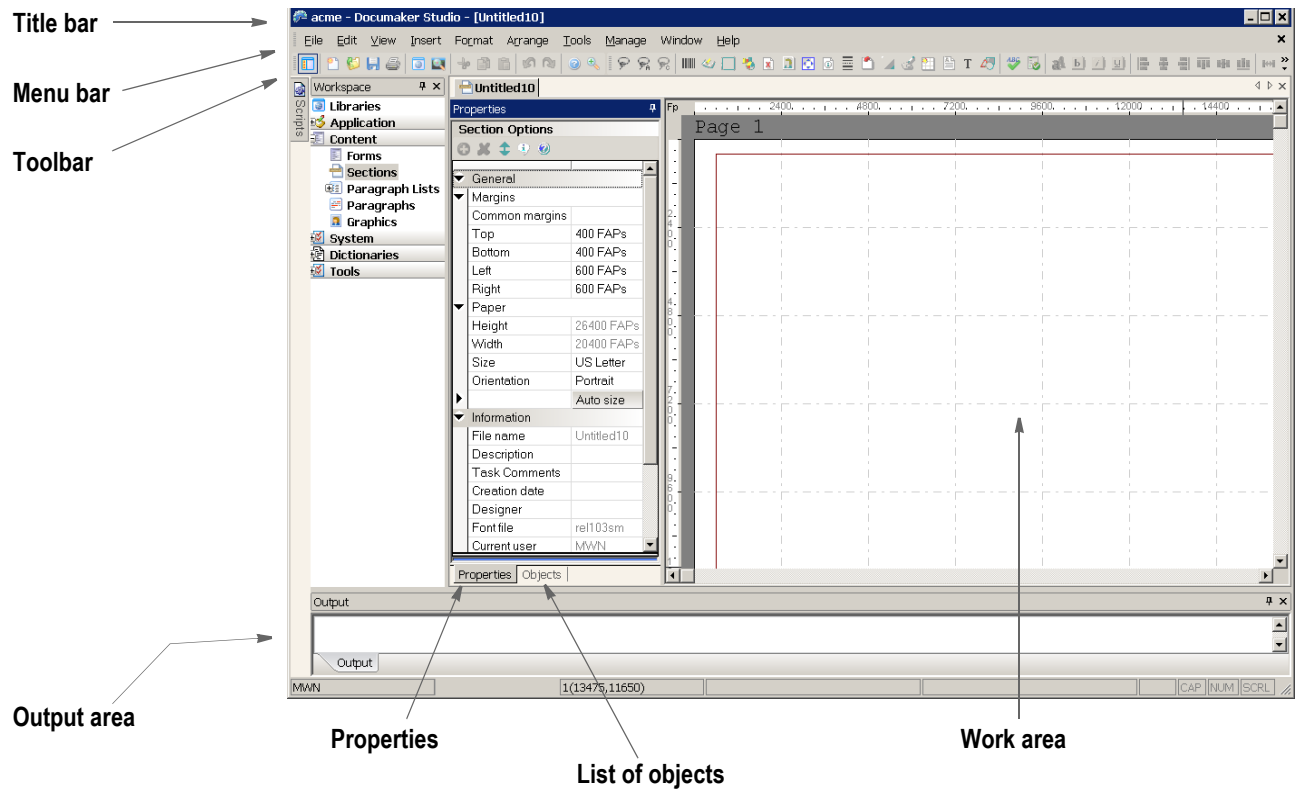 Title bar
Menu bar
Toolbar
acme - Documaker Studio - [Untitled10]
File Edit View Insert Format Arrange Tools Manage Window Help
Scripts
Workspace
Libraries
Application
Content
Forms
Sections
Paragraph Lists
Paragraphs
Graphics
System
Dictionaries
Tools
Untitled10
Properties
Section Options
General
Margins
Common margins
Top 400 FAPs
Bottom 400 FAPs
Left 600 FAPs
Right 600 FAPs
Paper
Height 26400 FAPs
Width 20400 FAPs
Size US Letter
Orientation Portrait
Auto size
Information
File name Untitled10
Description
Task Comments
Creation date
Designer
Font file rel103sm
Current user MWN
Properties Objects
Fp 2400 4800 7200 9600 12000 14400
Page 1
2400
4800
7200
9600
Output
Output
MWN 1(13475,11650) CAP NUM SCRL
Output area
Properties
List of objects
Work area